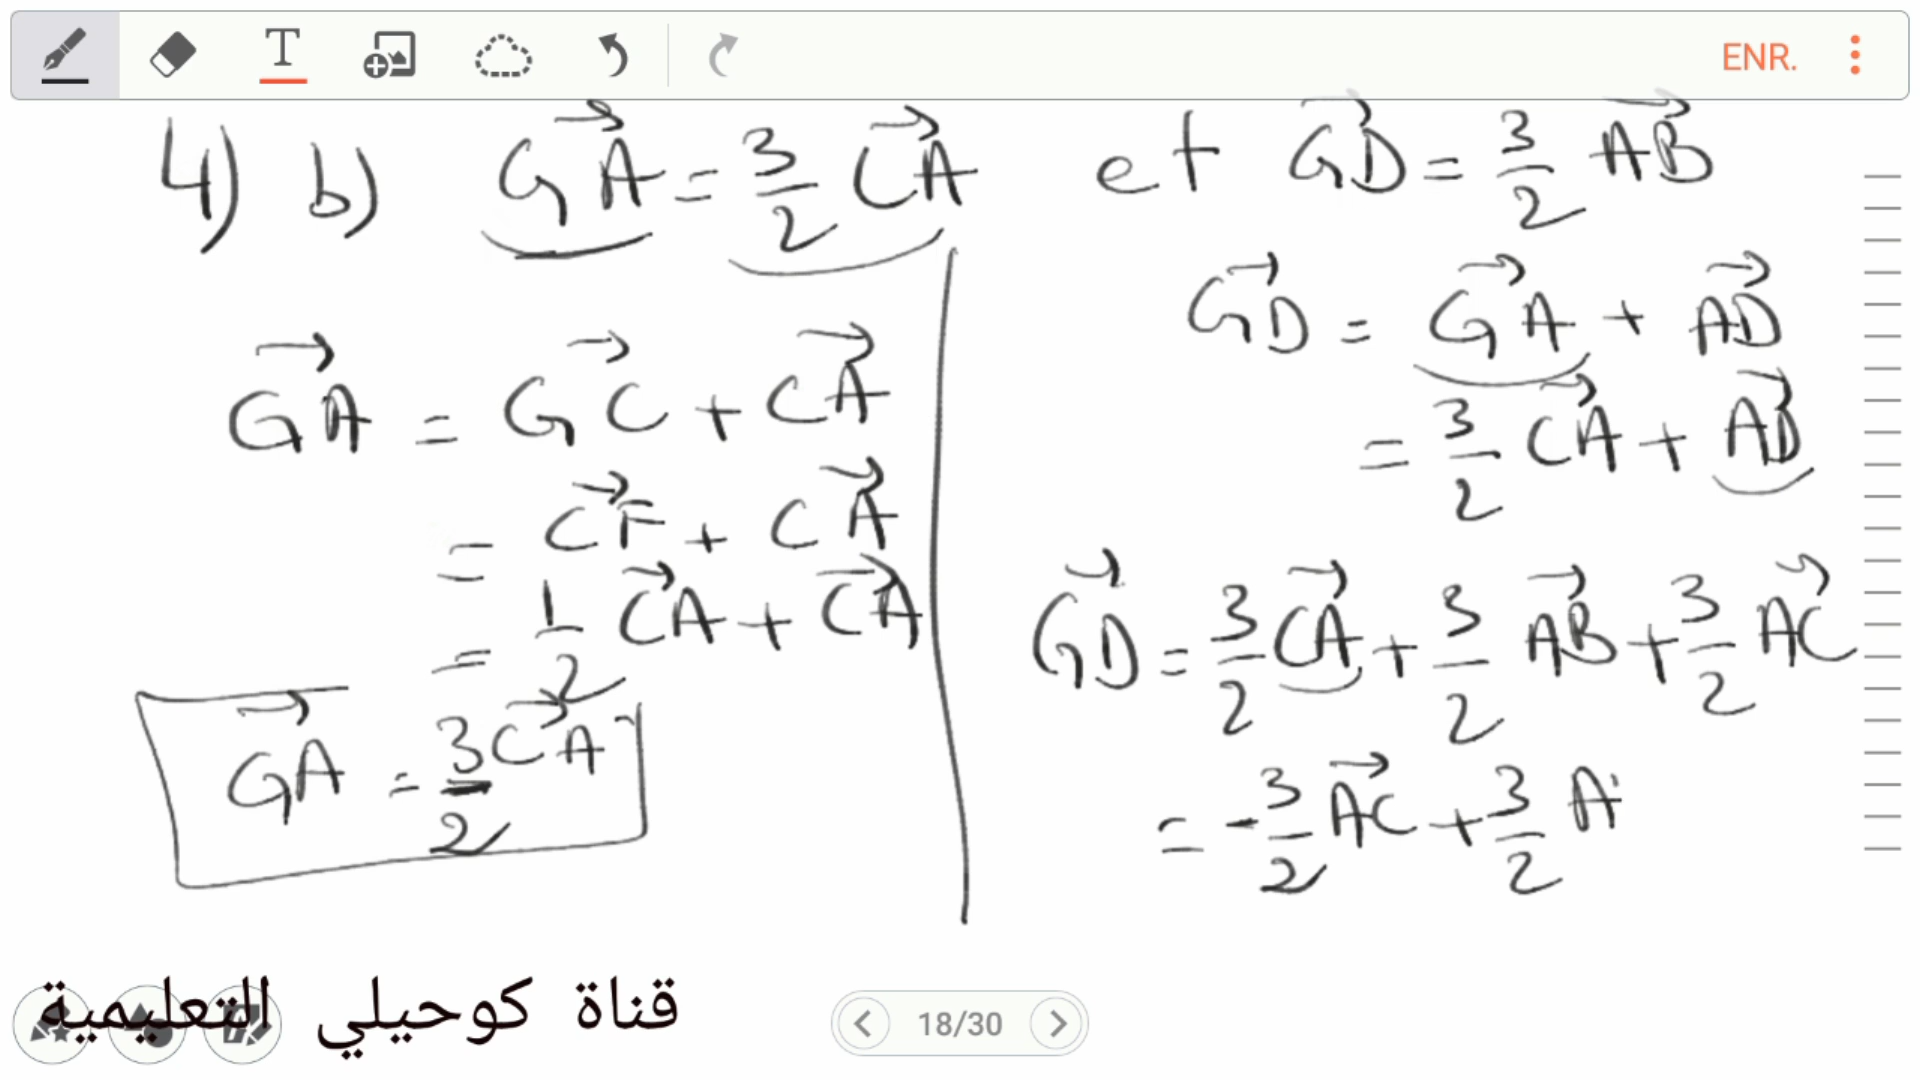 T ENR.
4) b) GA⃗ = 3/2 CA⃗ et GD⃗ = 3/2 AB⃗
GA⃗ = GC⃗ + CA⃗
= CF⃗ + CA⃗
= 1/2 CA⃗ + CA⃗
GA⃗ = 3/2 CA⃗
GD⃗ = GA⃗ + AD⃗
= 3/2 CA⃗ + AD⃗
GD⃗ = 3/2 CA⃗ + 3/2 AB⃗ + 3/2 AC⃗
= -3/2 AC⃗ + 3/2 A
قناة كوحيلي التعليمية
18/30